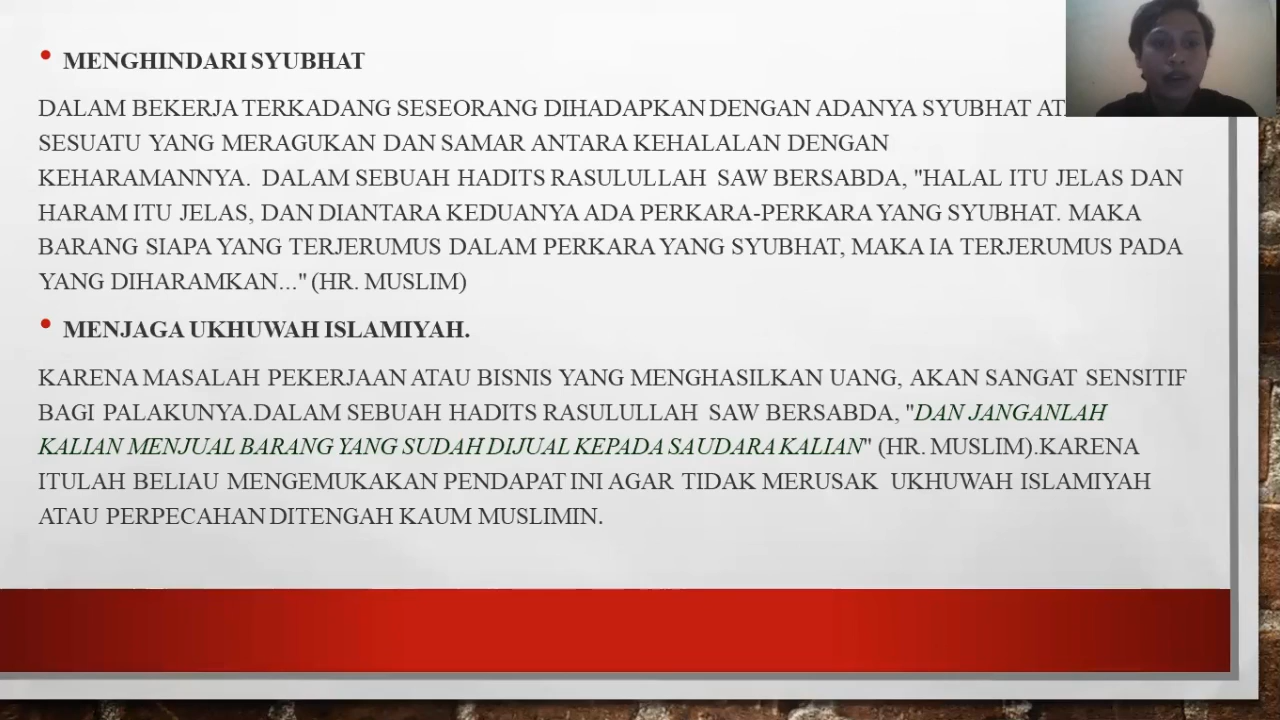 MENGHINDARI SYUBHAT
DALAM BEKERJA TERKADANG SESEORANG DIHADAPKAN DENGAN ADANYA SYUBHAT
SESUATU YANG MERAGUKAN DAN SAMAR ANTARA KEHALALAN DENGAN
KEHARAMANNYA. DALAM SEBUAH HADITS RASULULLAH SAW BERSABDA, "HALAL ITU JELAS DAN
HARAM ITU JELAS, DAN DIANTARA KEDUANYA ADA PERKARA-PERKARA YANG SYUBHAT. MAKA
BARANG SIAPA YANG TERJERUMUS DALAM PERKARA YANG SYUBHAT, MAKA IA TERJERUMUS PADA
YANG DIHARAMKAN..." (HR. MUSLIM)
MENJAGA UKHUWAH ISLAMIYAH.
KARENA MASALAH PEKERJAAN ATAU BISNIS YANG MENGHASILKAN UANG, AKAN SANGAT SENSITIF
BAGI PALAKUNYA.DALAM SEBUAH HADITS RASULULLAH SAW BERSABDA, "DAN JANGANLAH
KALIAN MENJUAL BARANG YANG SUDAH DIJUAL KEPADA SAUDARA KALIAN" (HR. MUSLIM).KARENA
ITULAH BELIAU MENGEMUKAKAN PENDAPAT INI AGAR TIDAK MERUSAK UKHUWAH ISLAMIYAH
ATAU PERPECAHAN DITENGAH KAUM MUSLIMIN.